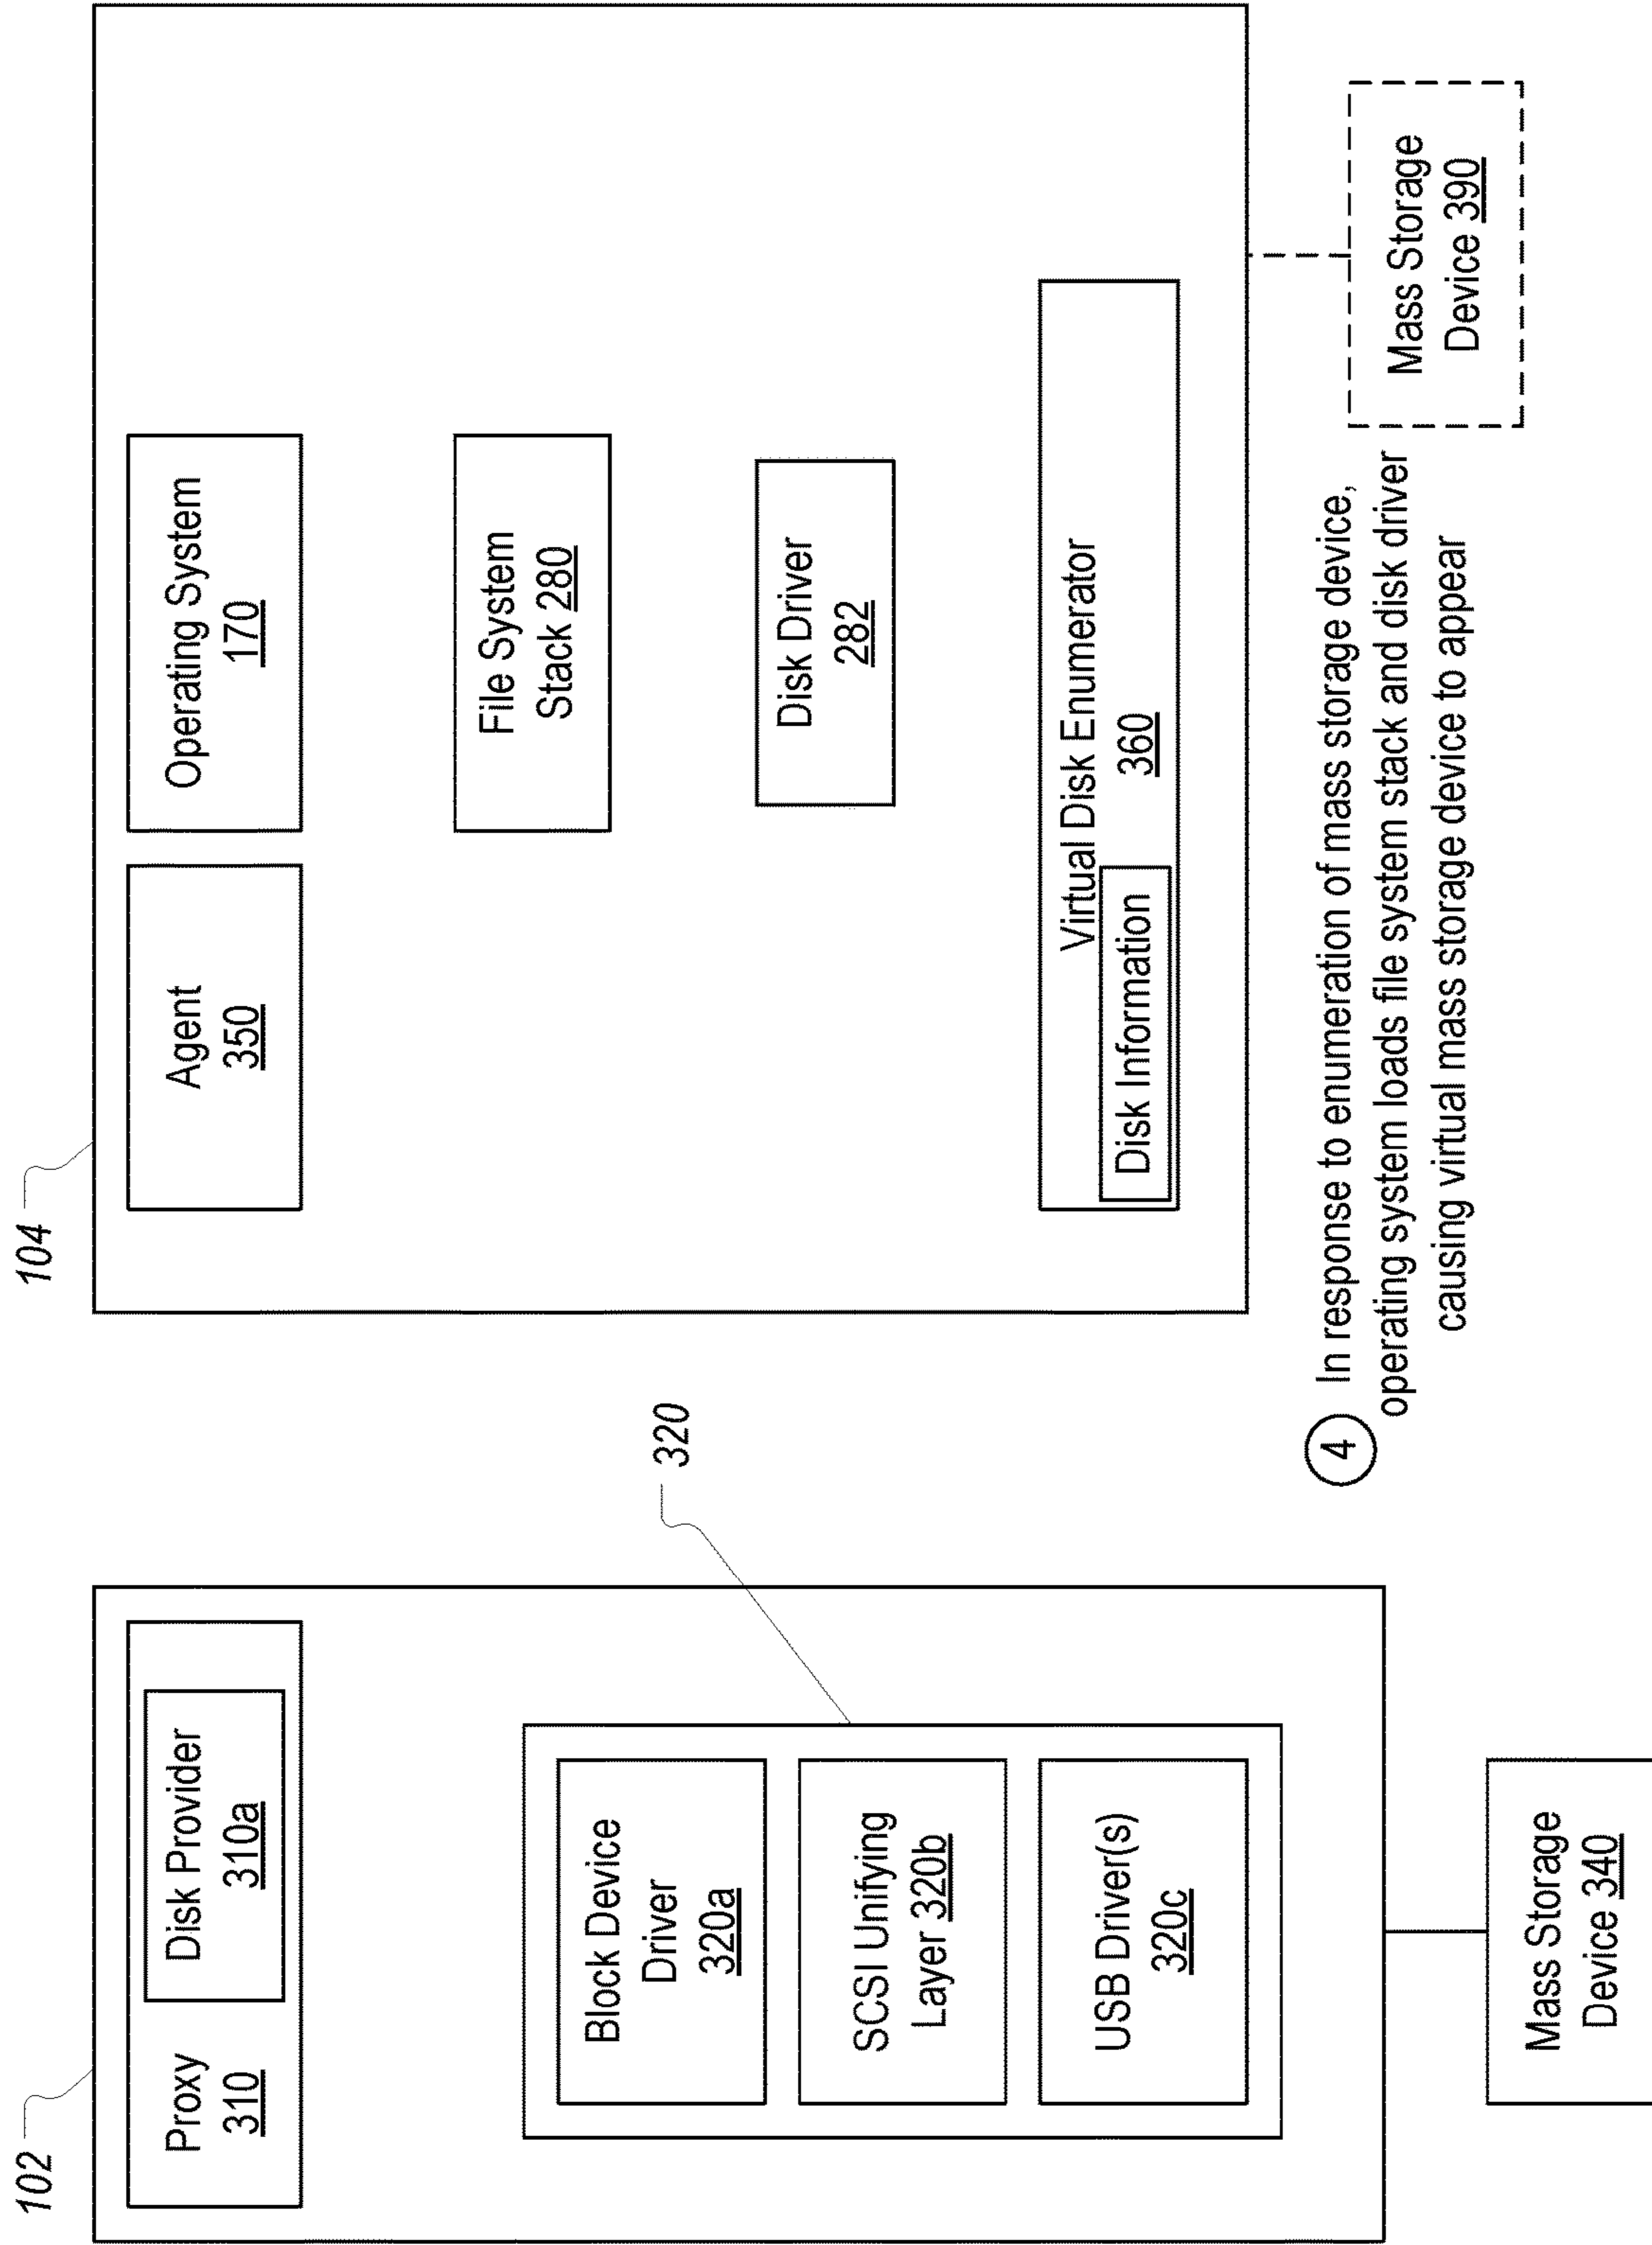 102
Proxy
310
Disk Provider
310a
320
Block Device
Driver
320a
SCSI Unifying
Layer 320b
USB Driver(s)
320c
Mass Storage
Device 340
104
Agent
350
Operating System
170
File System
Stack 280
Disk Driver
282
Virtual Disk Enumerator
360
Disk Information
Mass Storage
Device 390
4 In response to enumeration of mass storage device,
operating system loads file system stack and disk driver
causing virtual mass storage device to appear